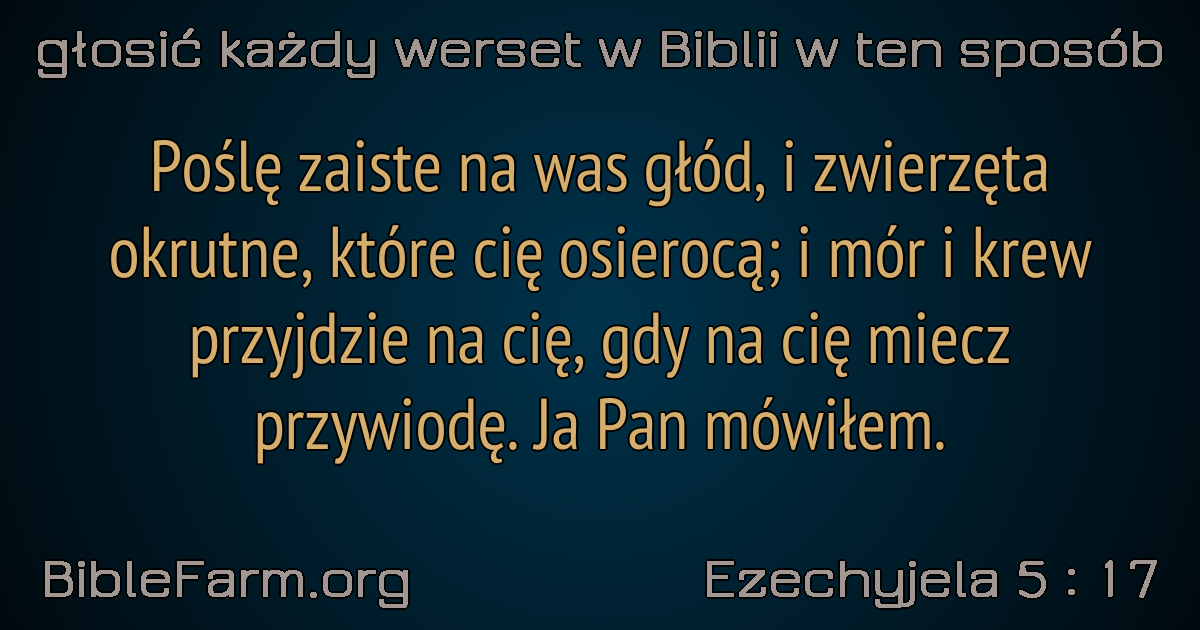 głosić każdy werset w Biblii w ten sposób
Poślę zaiste na was głód, i zwierzęta
okrutne, które cię osierocą; i mór i krew
przyjdzie na cię, gdy na cię miecz
przywiodę. Ja Pan mówiłem.
BibleFarm.org
Ezechyjela 5 : 17